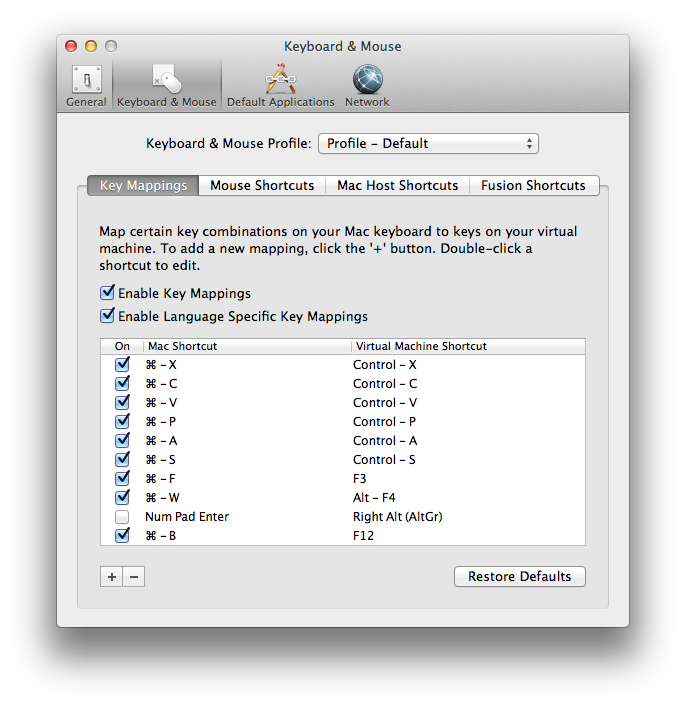 Keyboard & Mouse
General Keyboard & Mouse Default Applications Network
Keyboard & Mouse Profile: Profile – Default
Key Mappings Mouse Shortcuts Mac Host Shortcuts Fusion Shortcuts
Map certain key combinations on your Mac keyboard to keys on your virtual
machine. To add a new mapping, click the '+' button. Double-click a
shortcut to edit.
Enable Key Mappings
Enable Language Specific Key Mappings
On Mac Shortcut Virtual Machine Shortcut
⌘ – X Control – X
⌘ – C Control – C
⌘ – V Control – V
⌘ – P Control – P
⌘ – A Control – A
⌘ – S Control – S
⌘ – F F3
⌘ – W Alt – F4
Num Pad Enter Right Alt (AltGr)
⌘ – B F12
+ − Restore Defaults